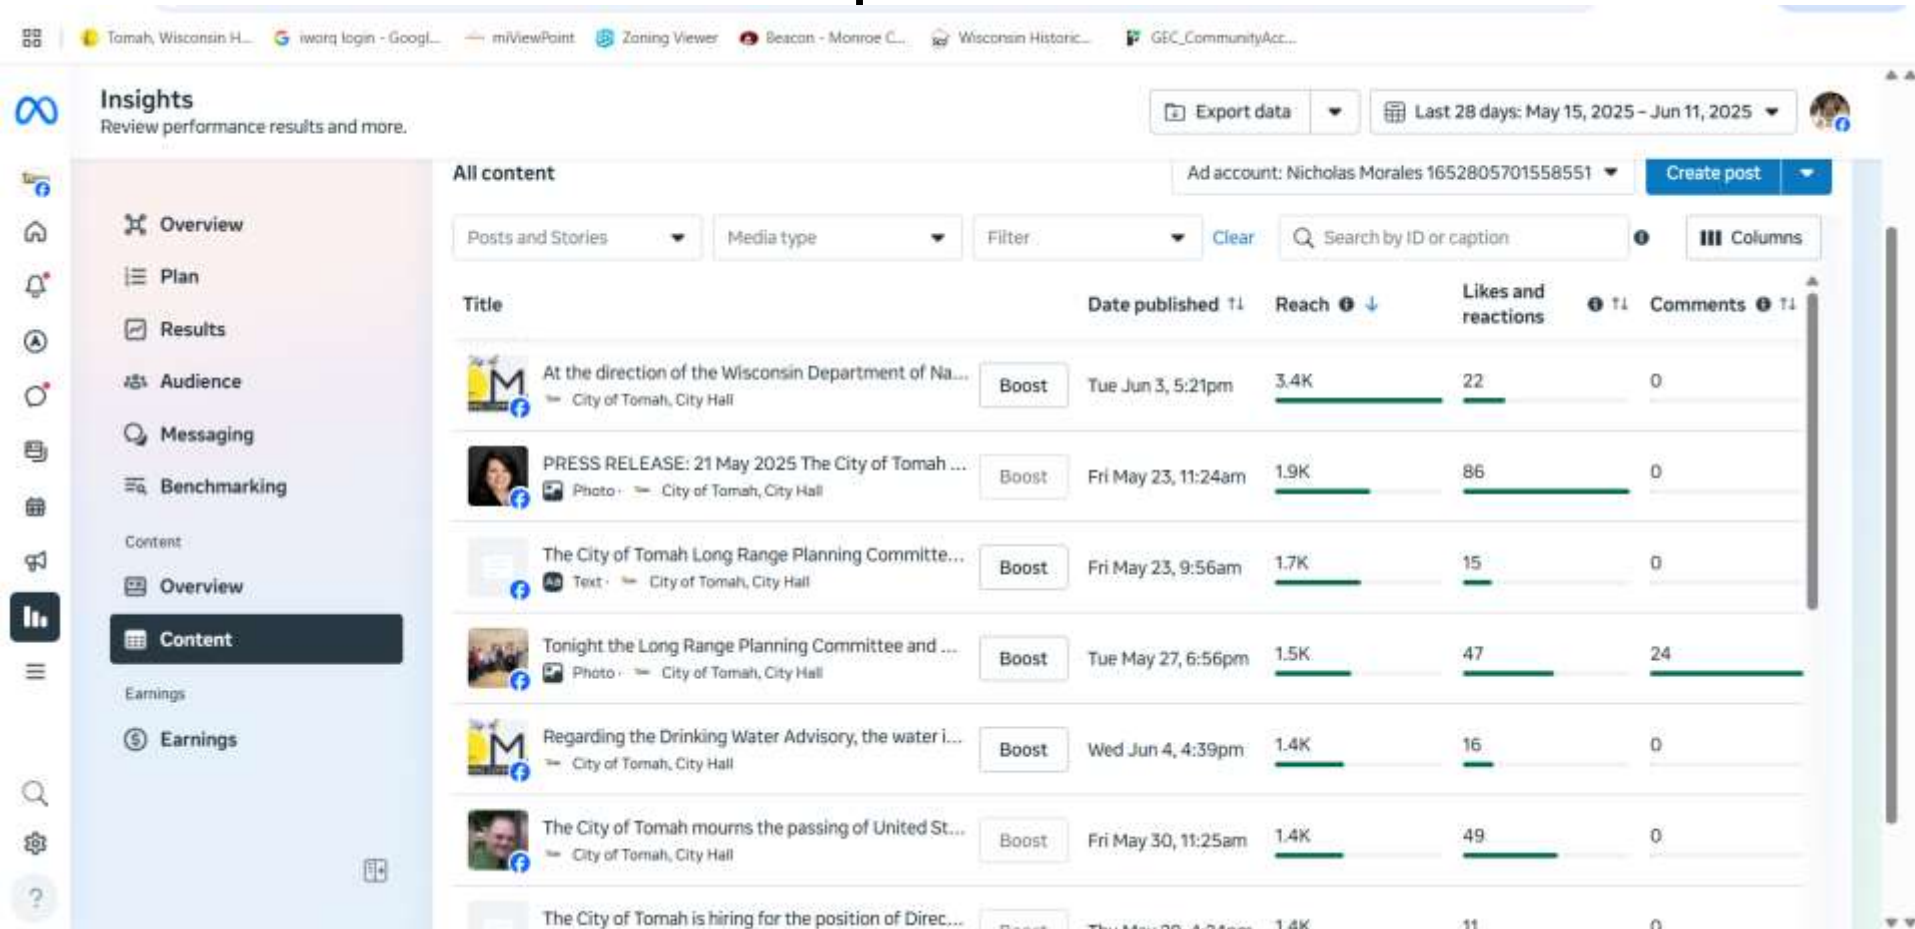 Tomah, Wisconsin H...
iworq login - Googl...
miViewPoint
Zoning Viewer
Beacon - Monroe C...
Wisconsin Historic...
GEC_CommunityAcc...
Insights
Review performance results and more.
Export data
Last 28 days: May 15, 2025 – Jun 11, 2025
Overview
Plan
Results
Audience
Messaging
Benchmarking
Content
Overview
Content
Earnings
Earnings
All content
Ad account: Nicholas Morales 1652805701558551
Create post
Posts and Stories
Media type
Filter
Clear
Search by ID or caption
Columns
Title
Date published
Reach
Likes and
reactions
Comments
At the direction of the Wisconsin Department of Na...
City of Tomah, City Hall
Boost
Tue Jun 3, 5:21pm
3.4K
22
0
PRESS RELEASE: 21 May 2025 The City of Tomah ...
Photo · City of Tomah, City Hall
Boost
Fri May 23, 11:24am
1.9K
86
0
The City of Tomah Long Range Planning Committe...
Aa Text · City of Tomah, City Hall
Boost
Fri May 23, 9:56am
1.7K
15
0
Tonight the Long Range Planning Committee and ...
Photo · City of Tomah, City Hall
Boost
Tue May 27, 6:56pm
1.5K
47
24
Regarding the Drinking Water Advisory, the water i...
City of Tomah, City Hall
Boost
Wed Jun 4, 4:39pm
1.4K
16
0
The City of Tomah mourns the passing of United St...
City of Tomah, City Hall
Boost
Fri May 30, 11:25am
1.4K
49
0
The City of Tomah is hiring for the position of Direc...
1.4K
11
0